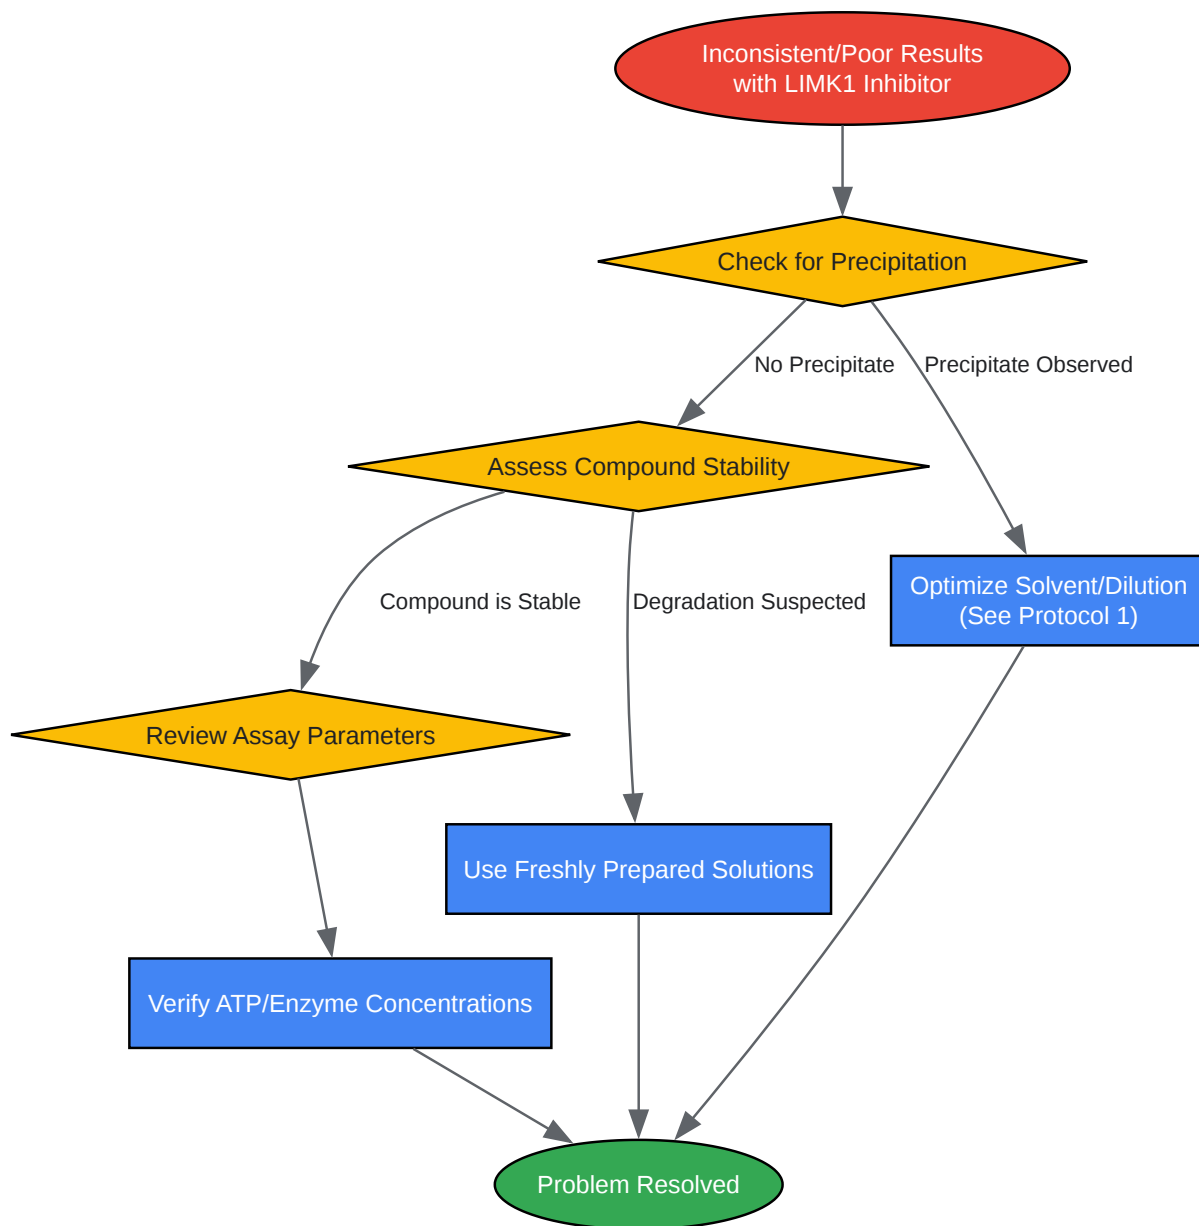 Inconsistent/Poor Results
with LIMK1 Inhibitor
Check for Precipitation
No Precipitate
Precipitate Observed
Assess Compound Stability
Compound is Stable
Degradation Suspected
Optimize Solvent/Dilution
(See Protocol 1)
Review Assay Parameters
Use Freshly Prepared Solutions
Verify ATP/Enzyme Concentrations
Problem Resolved